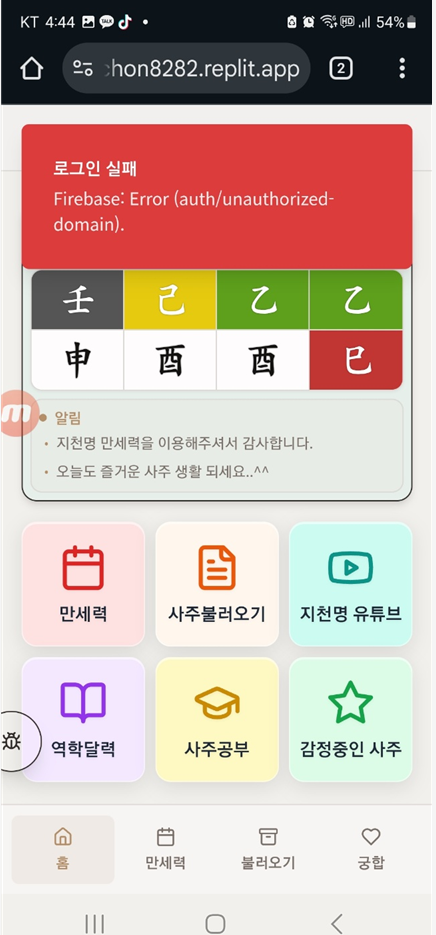 KT 4:44 TALK • HD 54%
:hon8282.replit.app 2
로그인 실패
Firebase: Error (auth/unauthorized-
domain).
壬 己 乙 乙
申 酉 酉 巳
m
알림
• 지천명 만세력을 이용해주셔서 감사합니다.
• 오늘도 즐거운 사주 생활 되세요..^^
만세력 사주불러오기 지천명 유튜브
역학달력 사주공부 감정중인 사주
홈 만세력 불러오기 궁합